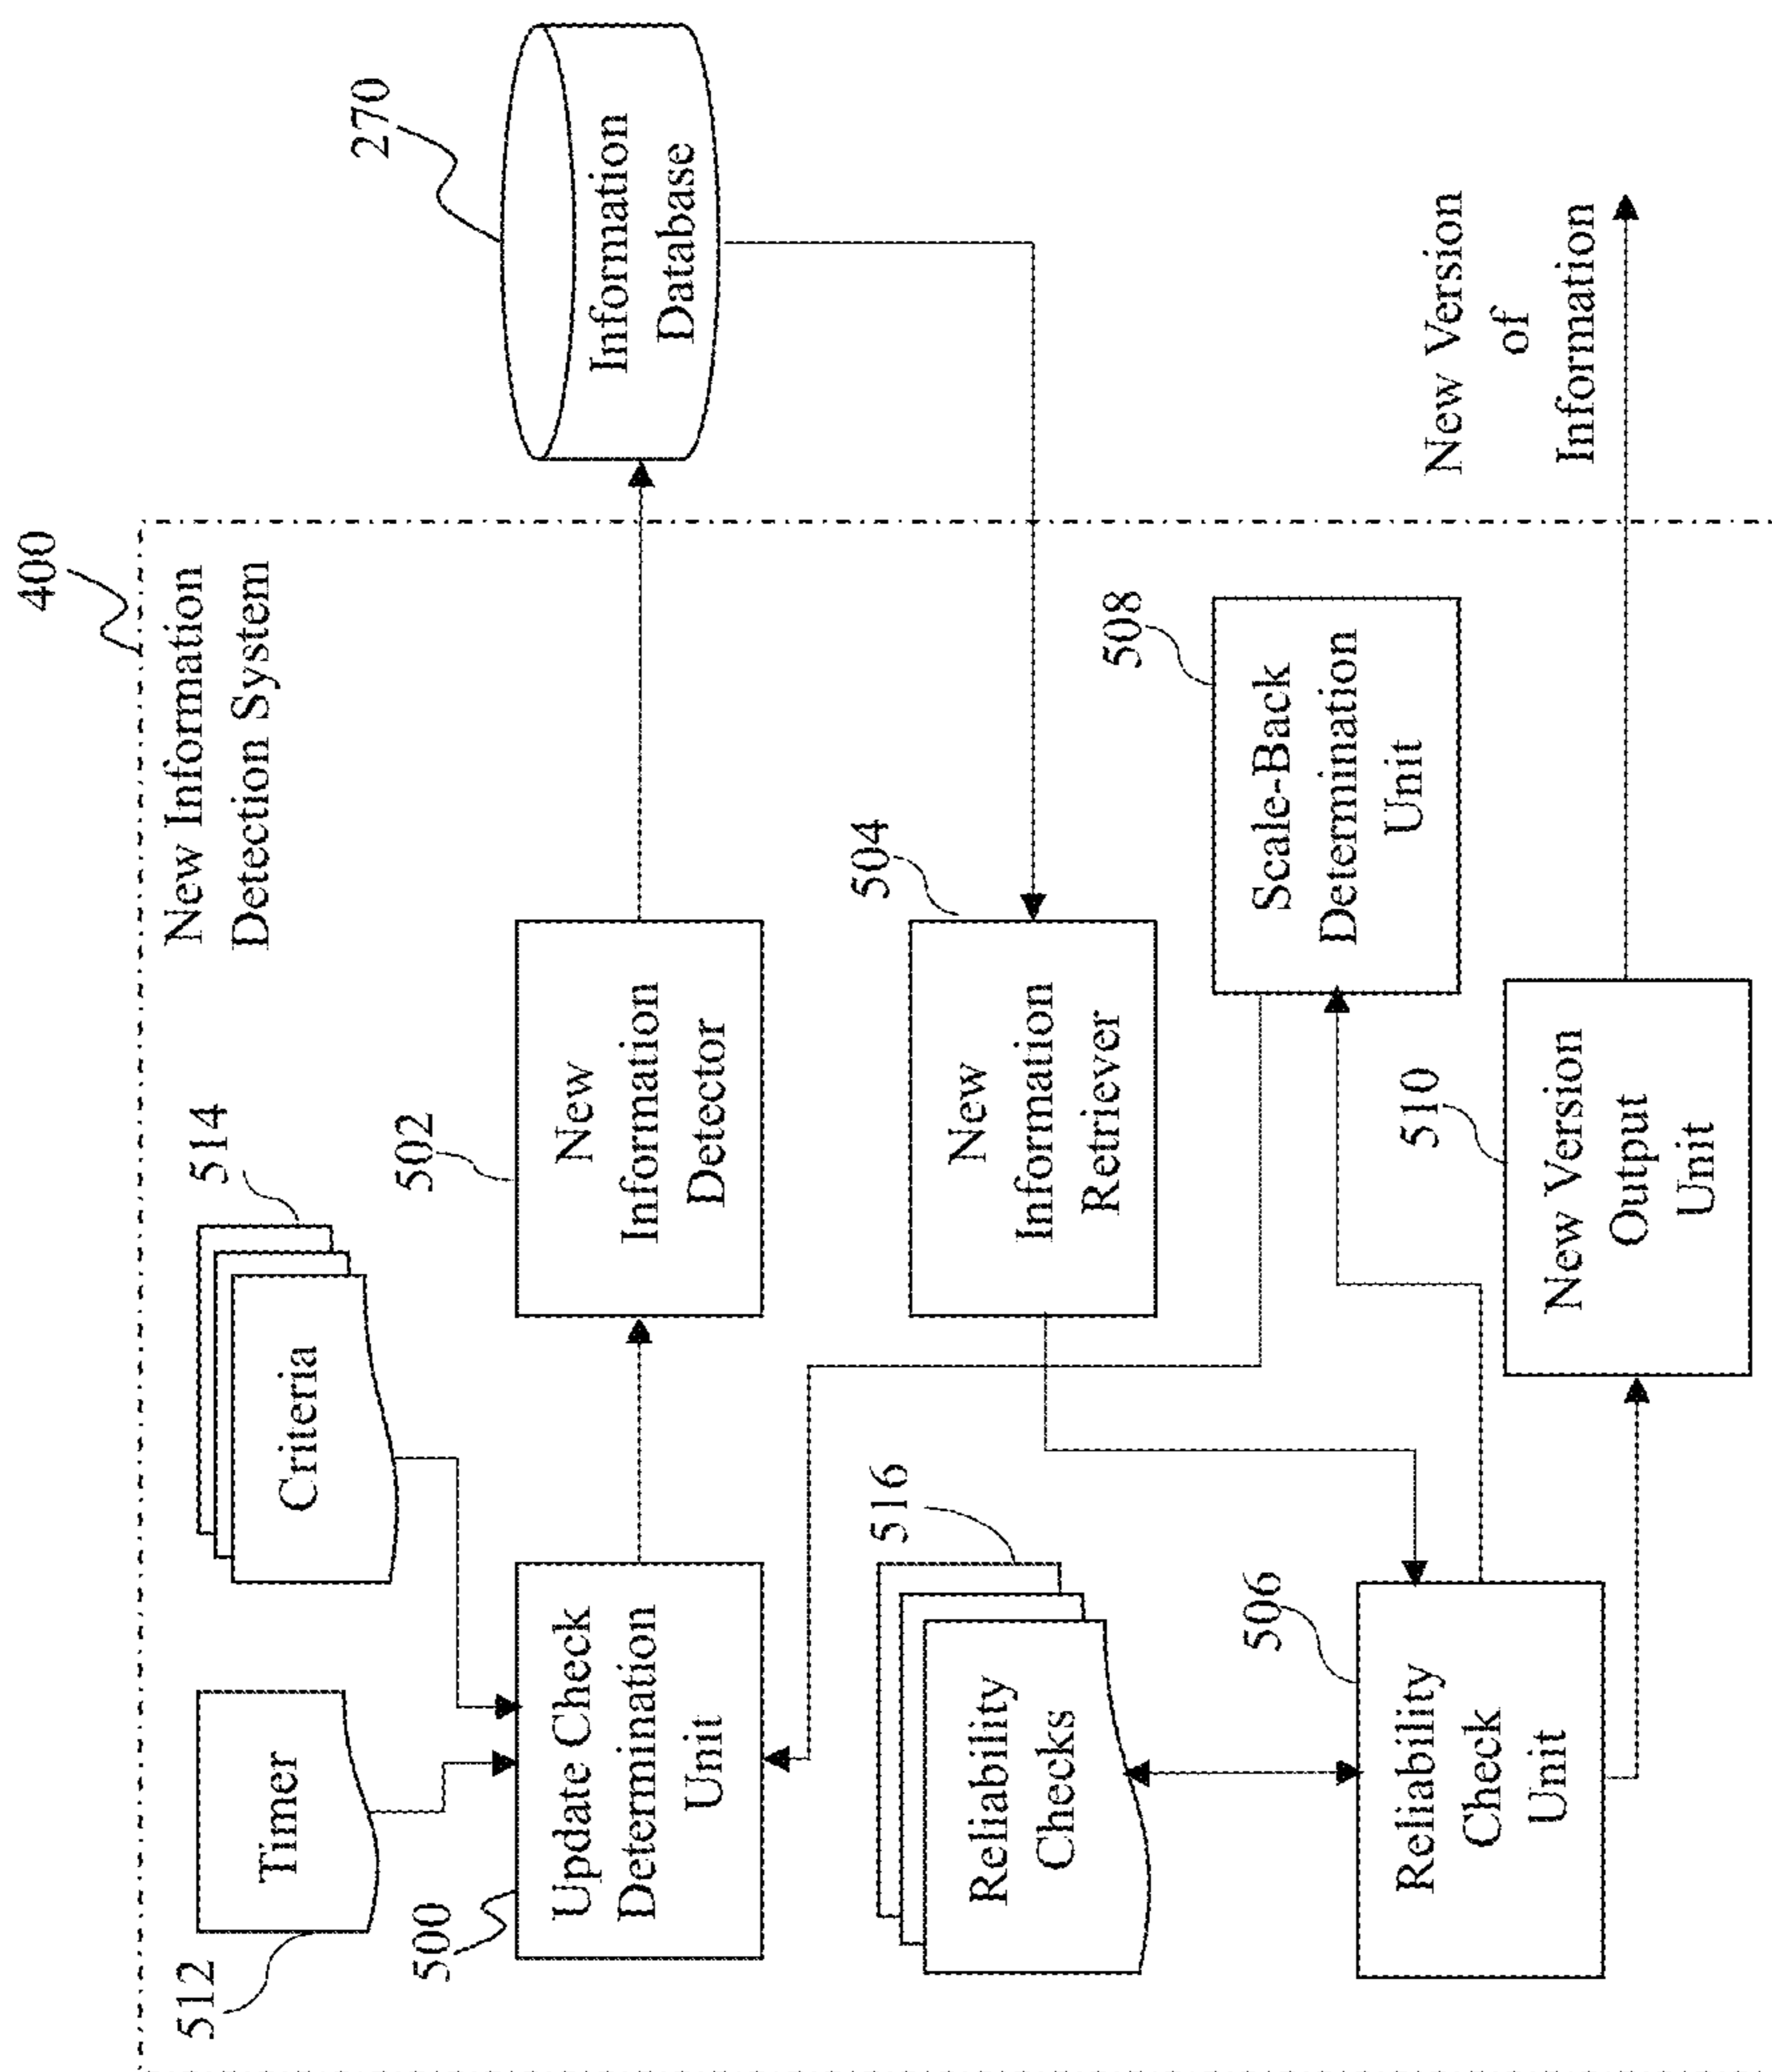 400
New Information
Detection System
512
Timer
514
Criteria
500
Update Check
Determination
Unit
502
New
Information
Detector
270
Information
Database
516
Reliability
Checks
504
New
Information
Retriever
506
Reliability
Check
Unit
508
Scale-Back
Determination
Unit
510
New Version
Output
Unit
New Version
of
Information